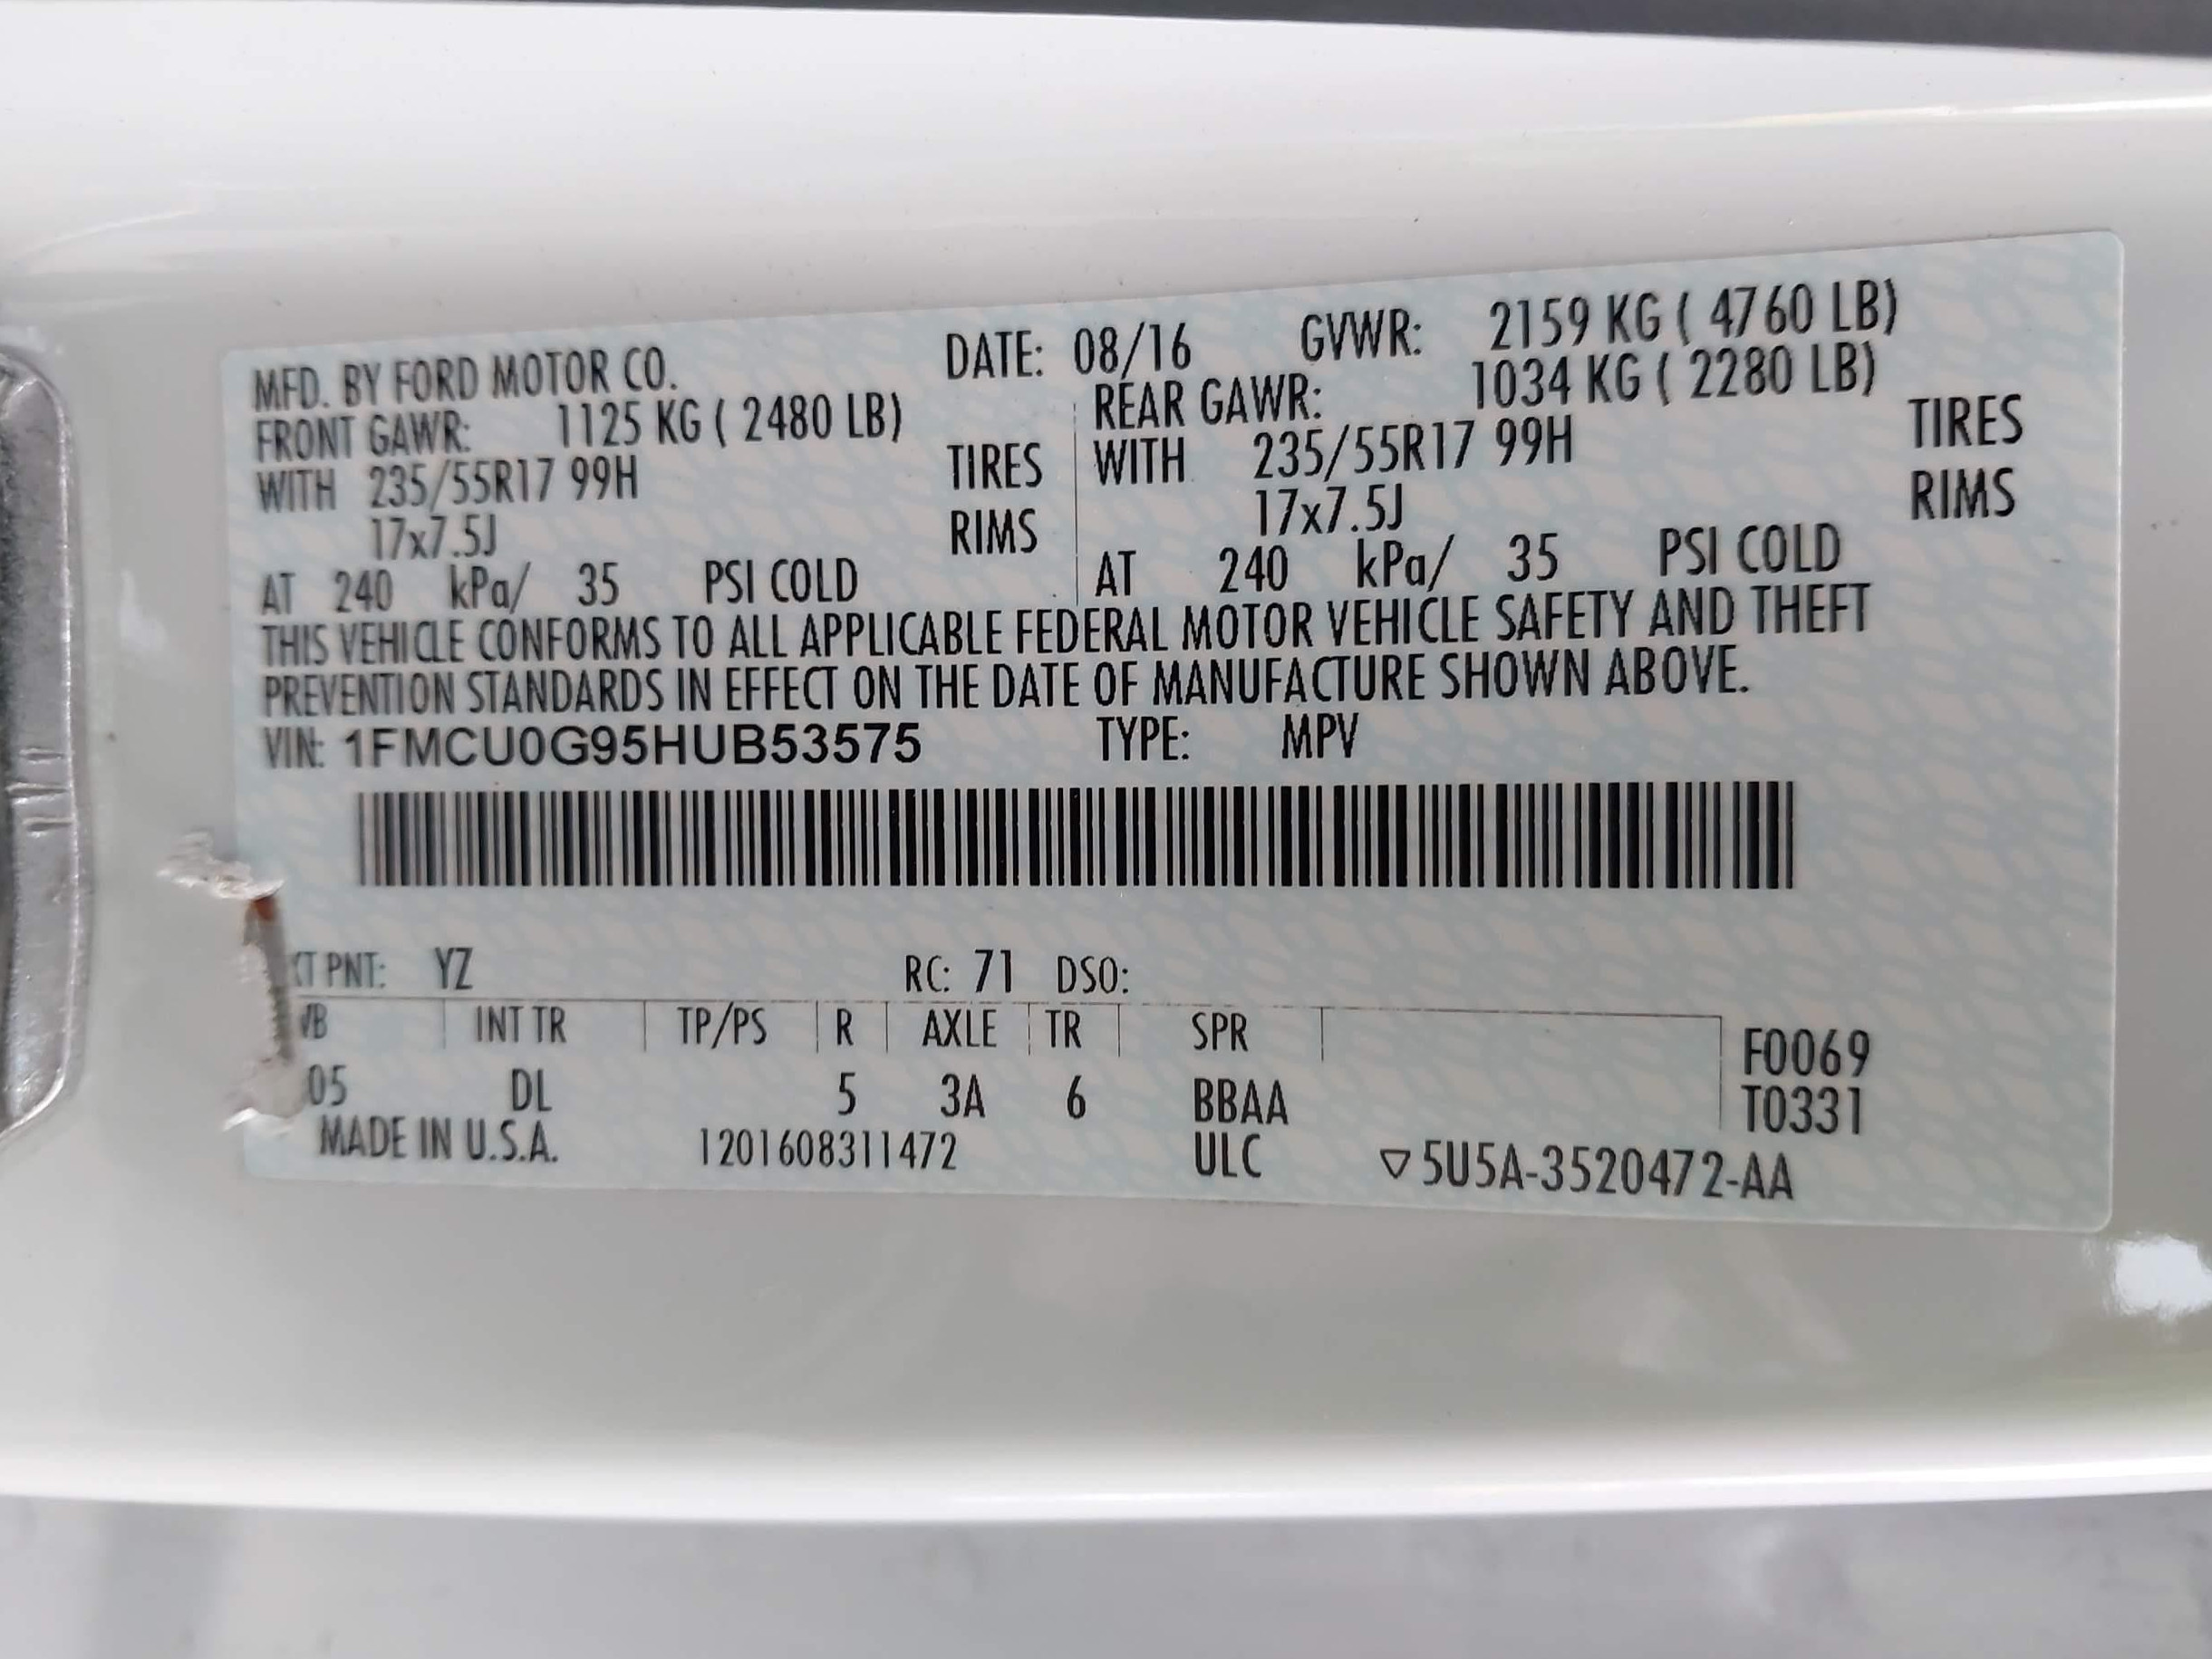 MFD. BY FORD MOTOR CO. DATE: 08/16 GVWR: 2159 KG ( 4760 LB)
FRONT GAWR: 1125 KG ( 2480 LB) REAR GAWR: 1034 KG ( 2280 LB)
WITH 235/55R17 99H TIRES WITH 235/55R17 99H TIRES
17x7.5J RIMS 17x7.5J RIMS
AT 240 kPa/ 35 PSI COLD AT 240 kPa/ 35 PSI COLD
THIS VEHICLE CONFORMS TO ALL APPLICABLE FEDERAL MOTOR VEHICLE SAFETY AND THEFT
PREVENTION STANDARDS IN EFFECT ON THE DATE OF MANUFACTURE SHOWN ABOVE.
VIN: 1FMCU0G95HUB53575 TYPE: MPV
PNT: YZ RC: 71 DSO:
INT TR TP/PS R AXLE TR SPR F0069
05 DL 5 3A 6 BBAA T0331
MADE IN U.S.A. 1201608311472 ULC ▽5U5A-3520472-AA